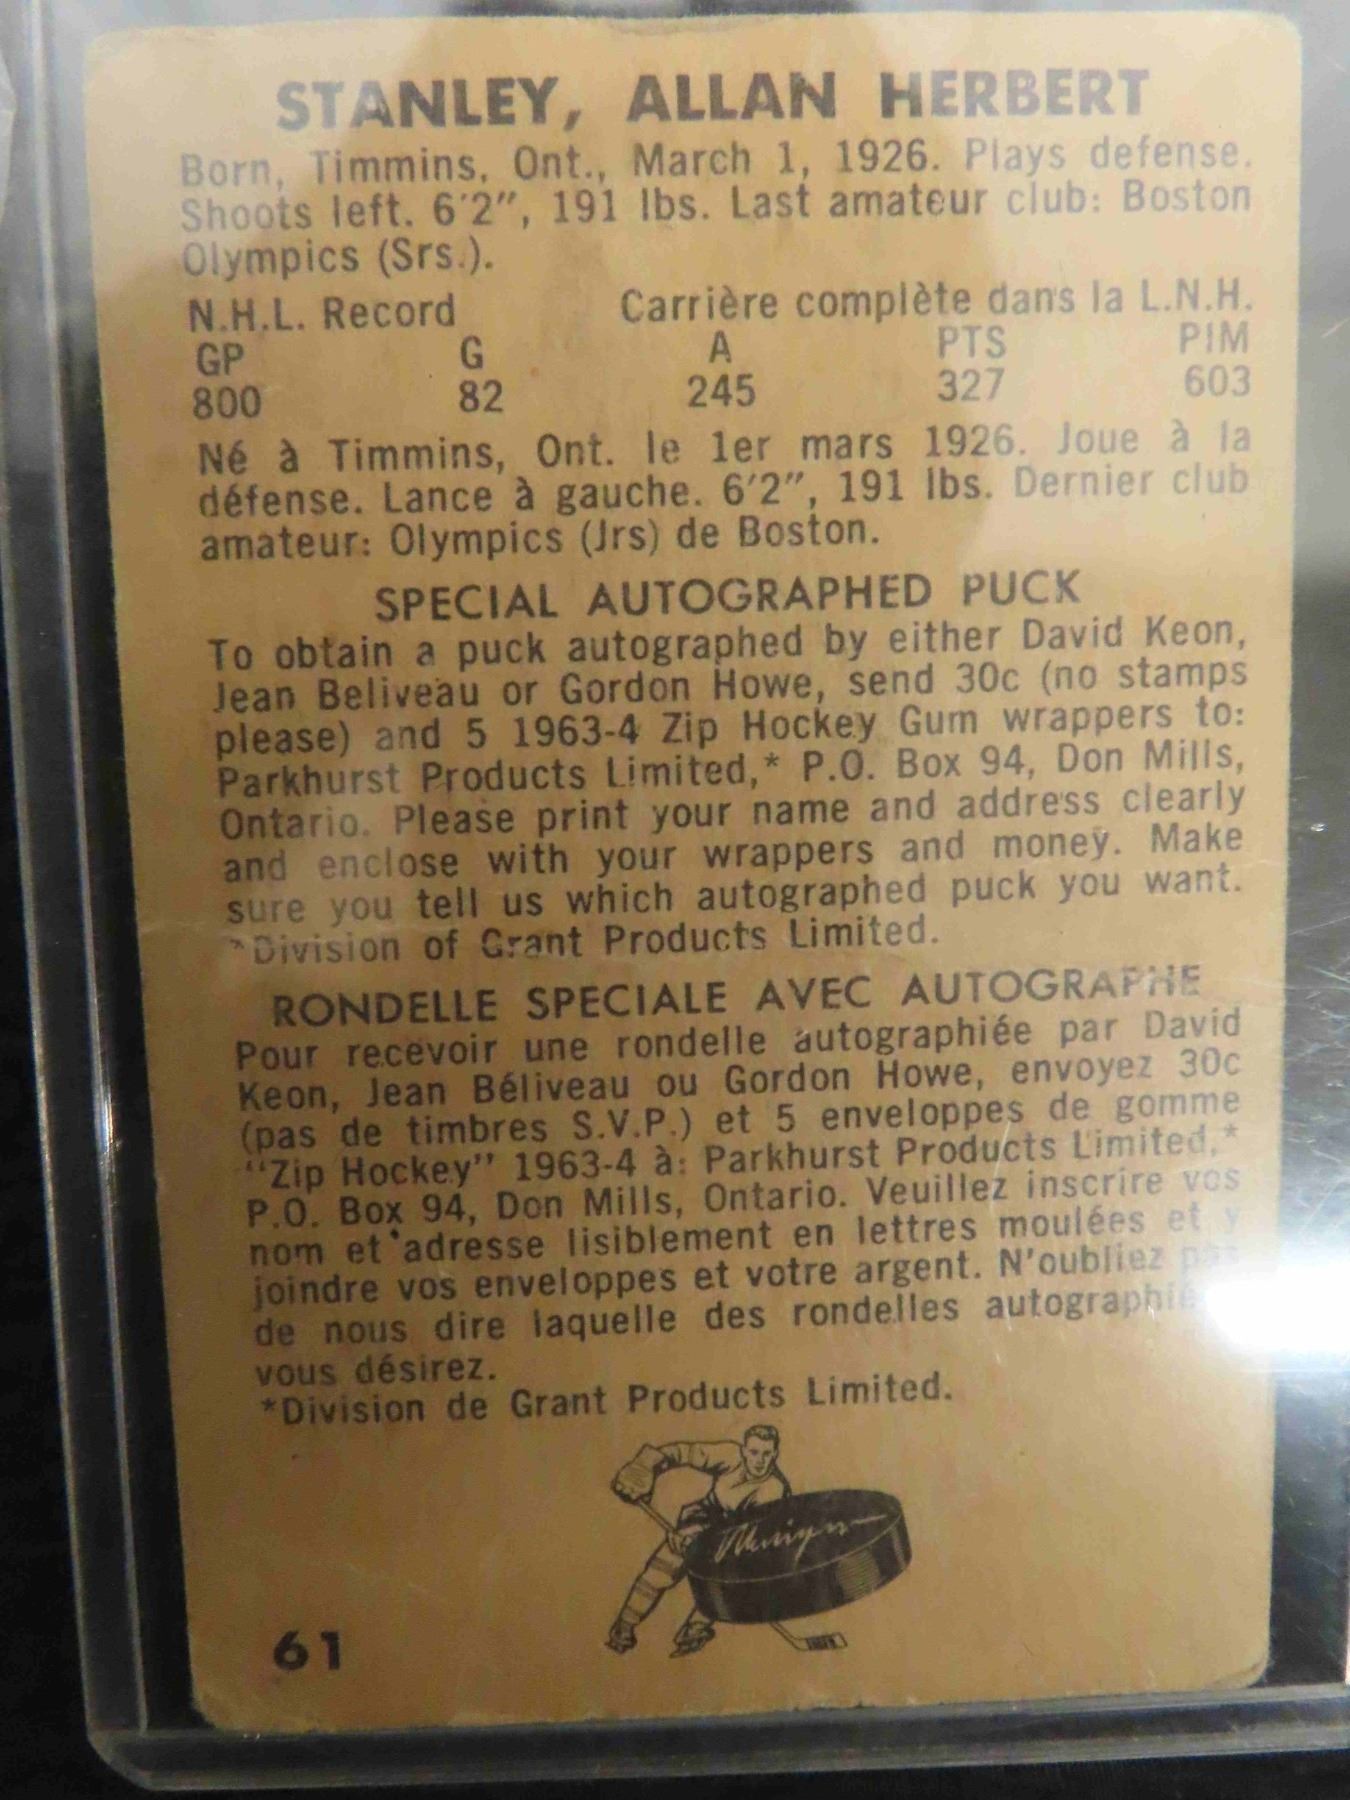 STANLEY, ALLAN HERBERT
Born, Timmins, Ont., March 1, 1926. Plays defense.
Shoots left. 6'2", 191 lbs. Last amateur club: Boston
Olympics (Srs.).
N.H.L. Record Carrière complète dans la L.N.H.
GP G A PTS PIM
800 82 245 327 603
Né à Timmins, Ont. le 1er mars 1926. Joue à la
défense. Lance à gauche. 6'2", 191 lbs. Dernier club
amateur: Olympics (Jrs) de Boston.
SPECIAL AUTOGRAPHED PUCK
To obtain a puck autographed by either David Keon,
Jean Beliveau or Gordon Howe, send 30c (no stamps
please) and 5 1963-4 Zip Hockey Gum wrappers to:
Parkhurst Products Limited,* P.O. Box 94, Don Mills,
Ontario. Please print your name and address clearly
and enclose with your wrappers and money. Make
sure you tell us which autographed puck you want.
*Division of Grant Products Limited.
RONDELLE SPECIALE AVEC AUTOGRAPHE
Pour recevoir une rondelle autographiée par David
Keon, Jean Béliveau ou Gordon Howe, envoyez 30c
(pas de timbres S.V.P.) et 5 enveloppes de gomme
"Zip Hockey" 1963-4 à: Parkhurst Products Limited,*
P.O. Box 94, Don Mills, Ontario. Veuillez inscrire vos
nom et adresse lisiblement en lettres moulées et y
joindre vos enveloppes et votre argent. N'oubliez pas
de nous dire laquelle des rondelles
vous désirez.
*Division de Grant Products Limited.
61